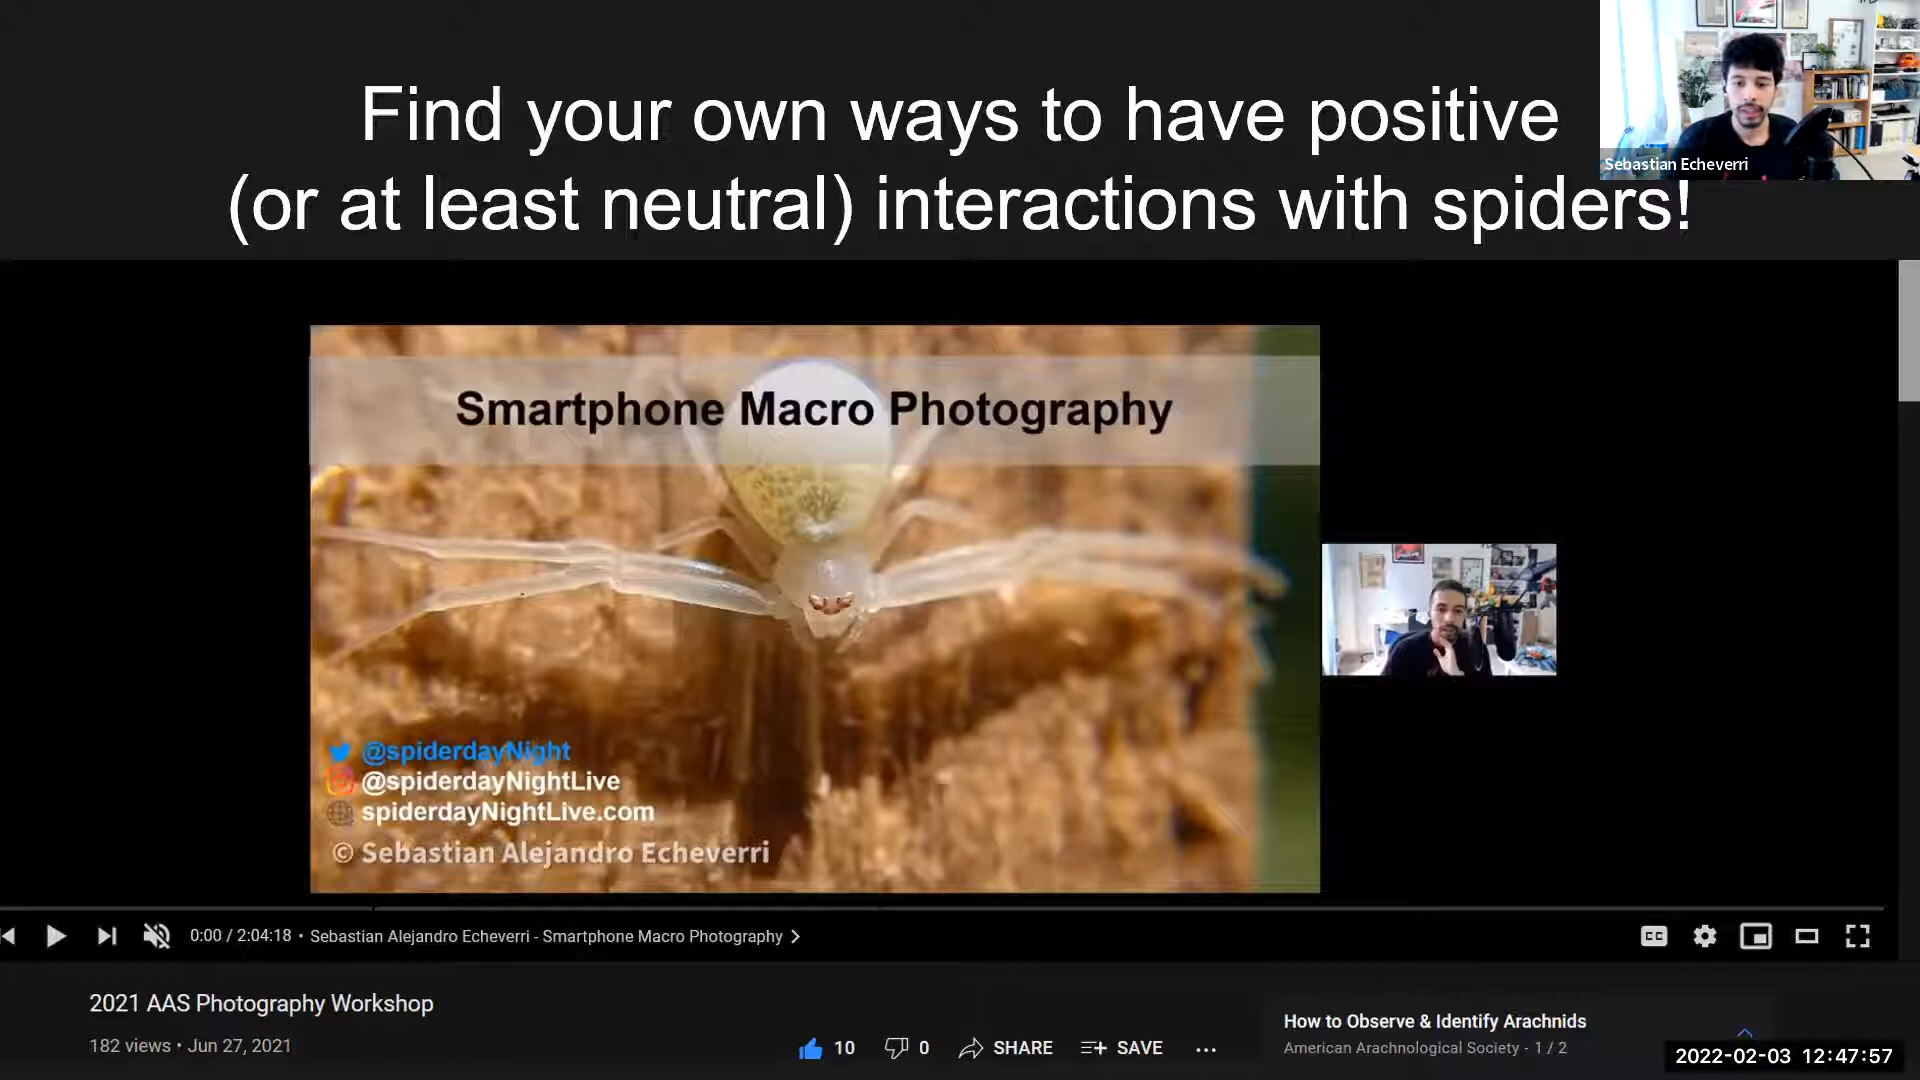 Find your own ways to have positive
(or at least neutral) interactions with spiders!
Sebastian Echeverri
Smartphone Macro Photography
@spiderdayNight
@spiderdayNightLive
spiderdayNightLive.com
© Sebastian Alejandro Echeverri
0:00 / 2:04:18 • Sebastian Alejandro Echeverri - Smartphone Macro Photography
CC
2021 AAS Photography Workshop
182 views • Jun 27, 2021
10 0 SHARE SAVE ...
How to Observe & Identify Arachnids
American Arachnological Society - 1 / 2
2022-02-03 12:47:57